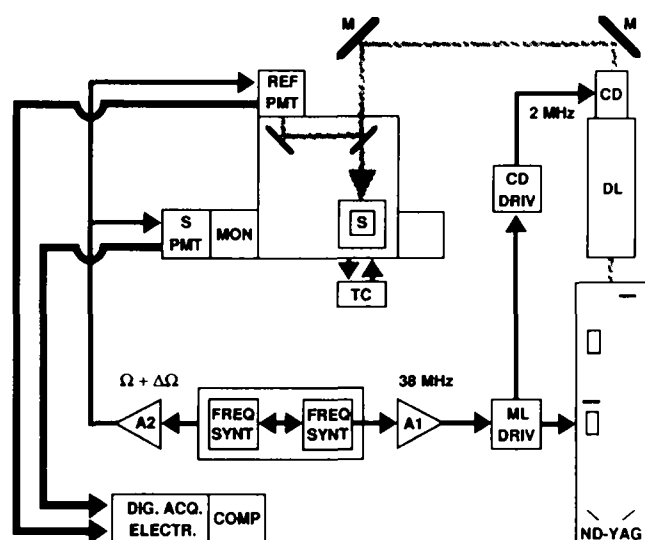 M
M
REF
PMT
CD
2 MHz
CD
DRIV
DL
S
PMT
MON
S
TC
Ω + ΔΩ
38 MHz
A2
FREQ
SYNT
FREQ
SYNT
A1
ML
DRIV
DIG. ACQ.
ELECTR.
COMP
ND-YAG